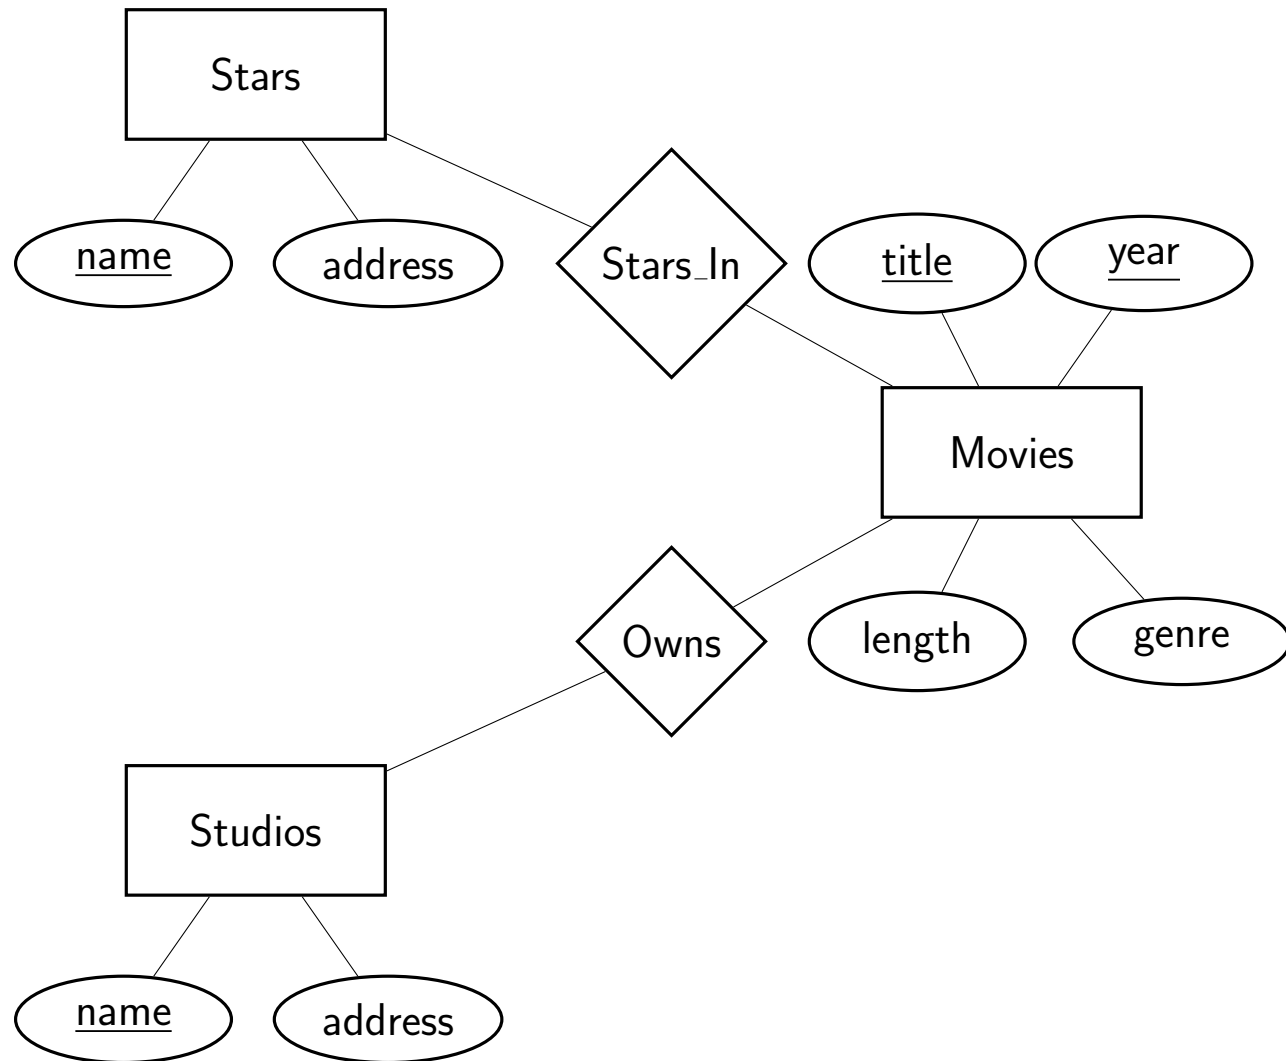 Stars
name
address
Stars_In
title
year
Movies
Owns
length
genre
Studios
name
address